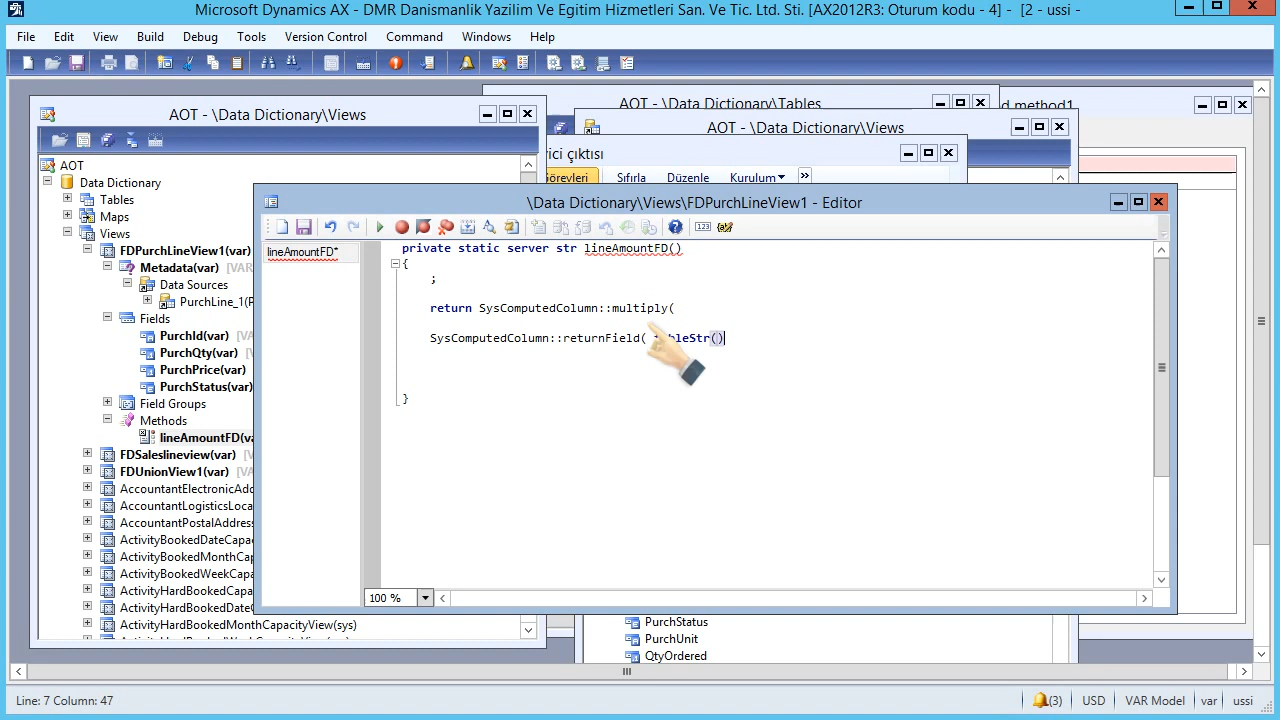 Microsoft Dynamics AX - DMR Danismanlik Yazilim Ve Egitim Hizmetleri San. Ve Tic. Ltd. Sti. [AX2012R3: Oturum kodu - 4] - [2 - ussi -
File Edit View Build Debug Tools Version Control Command Windows Help
AOT - \Data Dictionary\Tables
d method1
AOT - \Data Dictionary\Views
AOT - \Data Dictionary\Views
rici çıktısı
örevleri Sıfırla Düzenle Kurulum
\Data Dictionary\Views\FDPurchLineView1 - Editor
AOT
Data Dictionary
Tables
Maps
Views
FDPurchLineView1(var)
Metadata(var) [VAR
Data Sources
PurchLine_1(P
Fields
PurchId(var)
PurchQty(var)
PurchPrice(var)
PurchStatus(var)
Field Groups
Methods
lineAmountFD(va
FDSaleslineview(var)
FDUnionView1(var)
AccountantElectronicAdd
AccountantLogisticsLoca
AccountantPostalAddress
ActivityBookedDateCapac
ActivityBookedMonthCap
ActivityBookedWeekCapa
ActivityHardBookedCapa
ActivityHardBookedDateC
ActivityHardBookedMonthCapacityView(sys)
lineAmountFD*
private static server str lineAmountFD()
{
;
return SysComputedColumn::multiply(
SysComputedColumn::returnField( bleStr()
}
100 %
PurchStatus
PurchUnit
QtyOrdered
Line: 7 Column: 47
(3) USD VAR Model var ussi